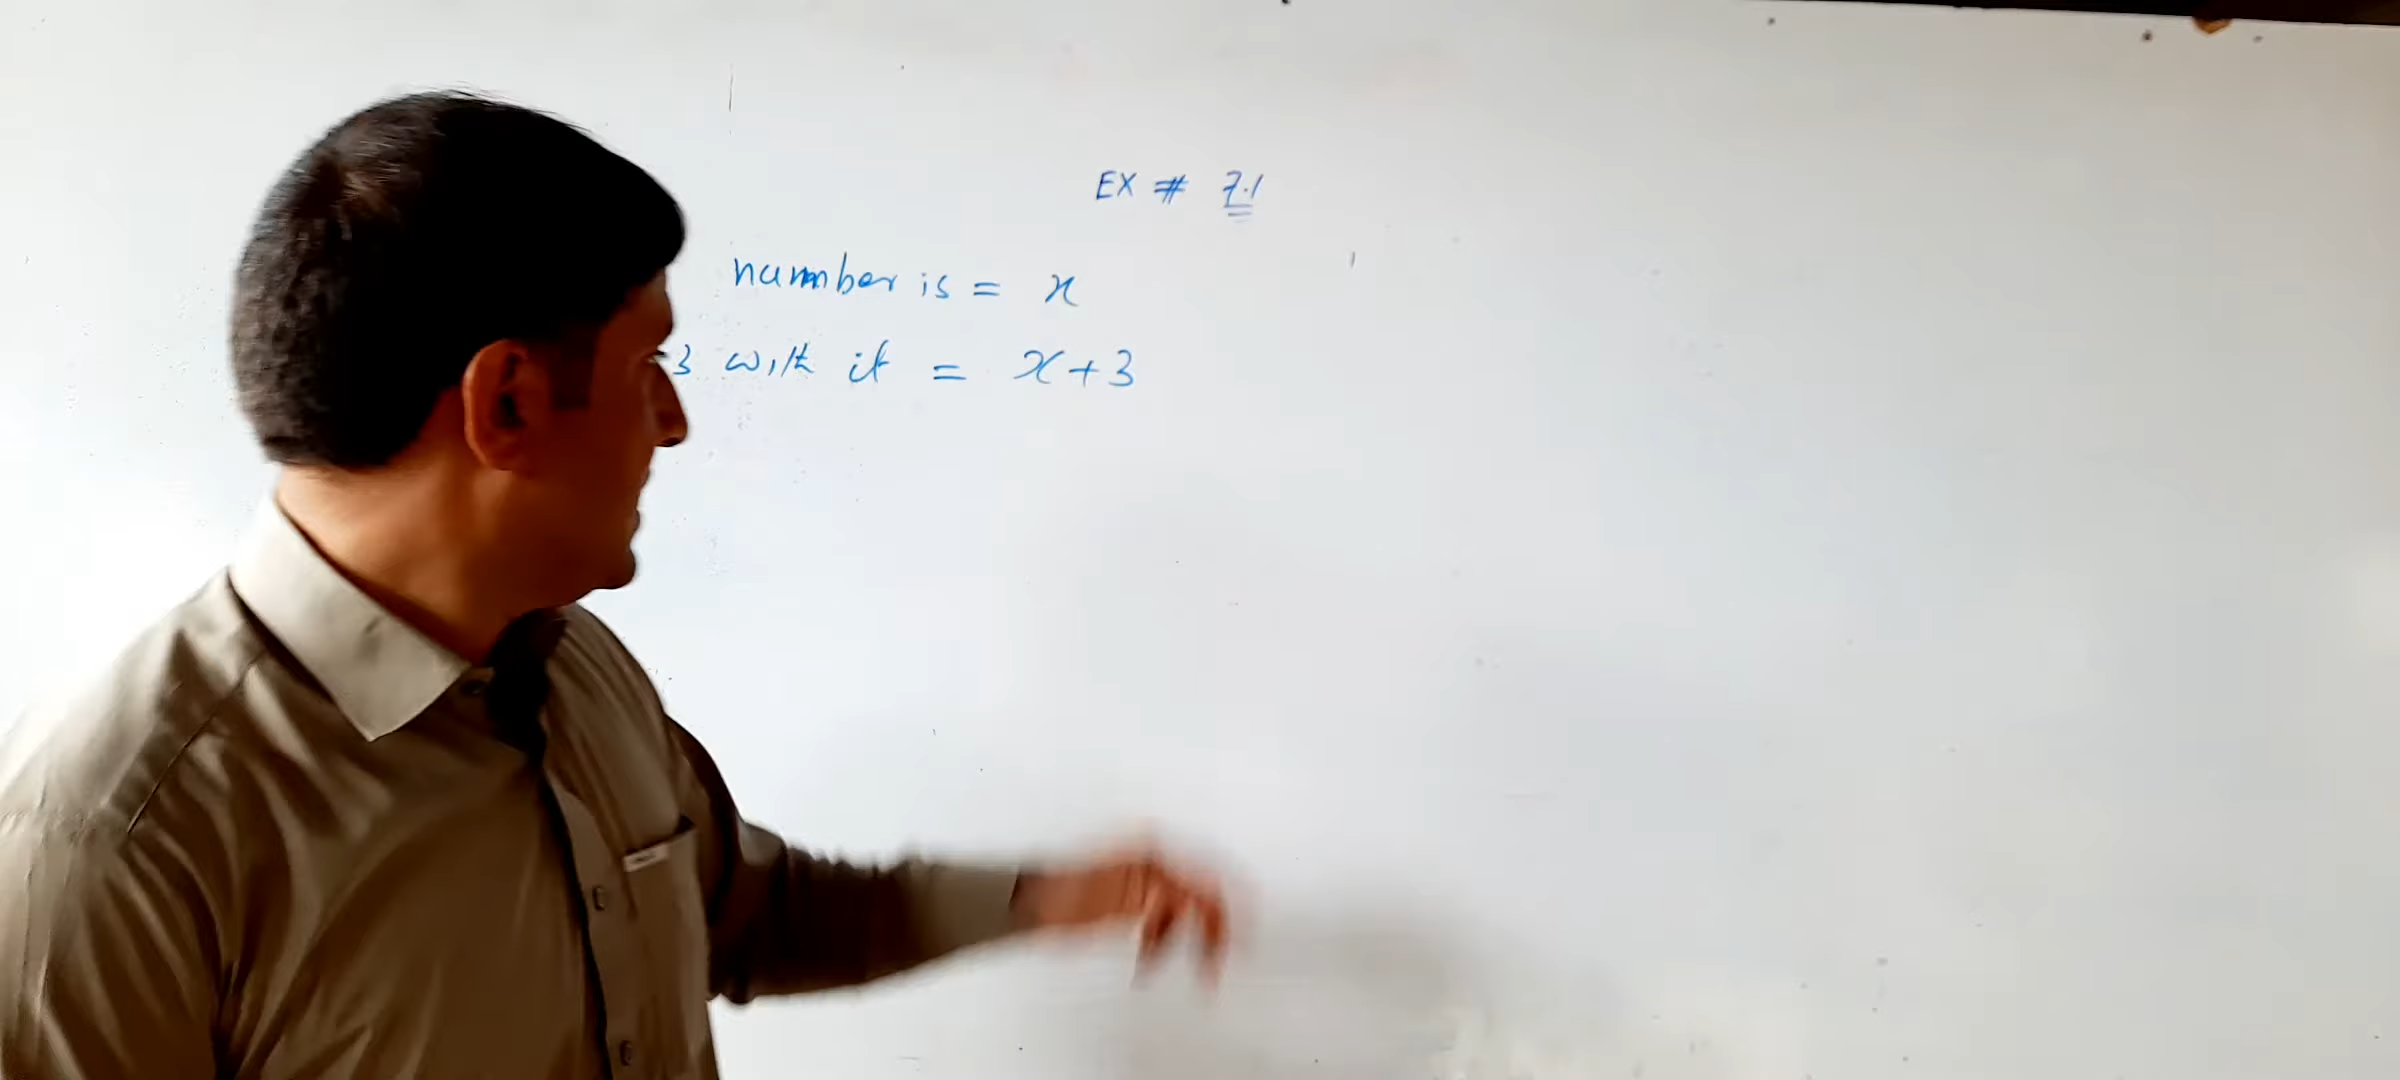 EX # 7.1
number is = x
3 with it = x+3